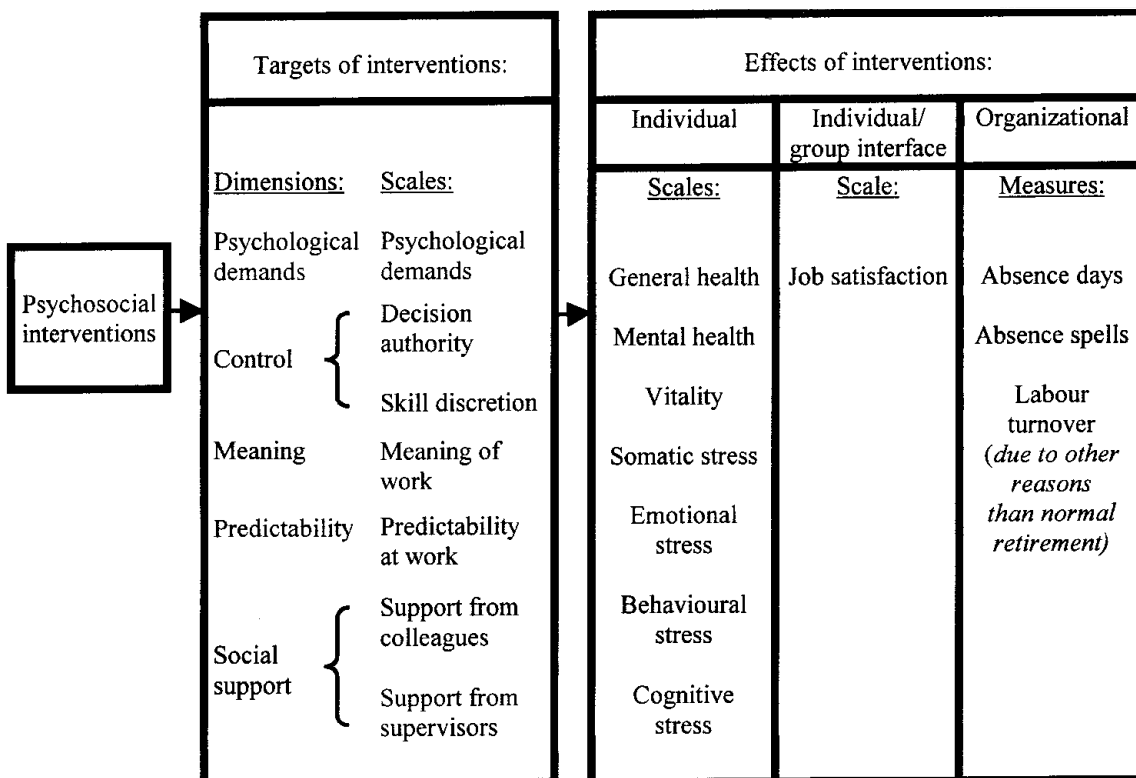 Psychosocial
interventions
Targets of interventions:
Dimensions:
Scales:
Psychological
demands
Psychological
demands
Control
Decision
authority
Skill discretion
Meaning
Meaning of
work
Predictability
Predictability
at work
Social
support
Support from
colleagues
Support from
supervisors
Effects of interventions:
Individual
Scales:
General health
Mental health
Vitality
Somatic stress
Emotional
stress
Behavioural
stress
Cognitive
stress
Individual/
group interface
Scale:
Job satisfaction
Organizational
Measures:
Absence days
Absence spells
Labour
turnover
(due to other
reasons
than normal
retirement)